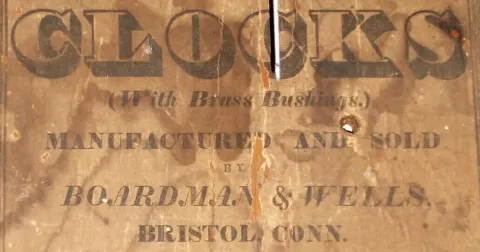 CLOCKS
(With Brass Bushings,)
MANUFACTURED AND SOLD
BY
BOARDMAN & WELLS,
BRISTOL, CONN.